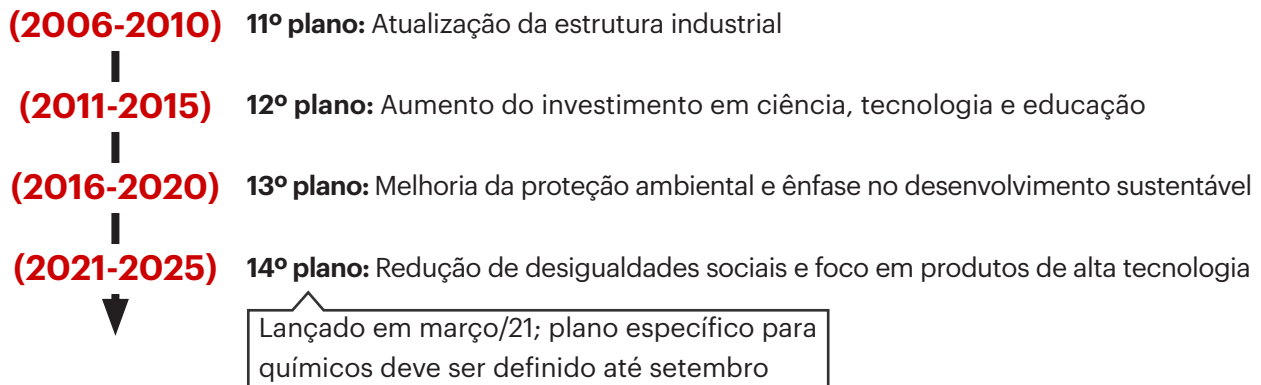 (2006-2010) 11º plano: Atualização da estrutura industrial
(2011-2015) 12º plano: Aumento do investimento em ciência, tecnologia e educação
(2016-2020) 13º plano: Melhoria da proteção ambiental e ênfase no desenvolvimento sustentável
(2021-2025) 14º plano: Redução de desigualdades sociais e foco em produtos de alta tecnologia
Lançado em março/21; plano específico para
químicos deve ser definido até setembro